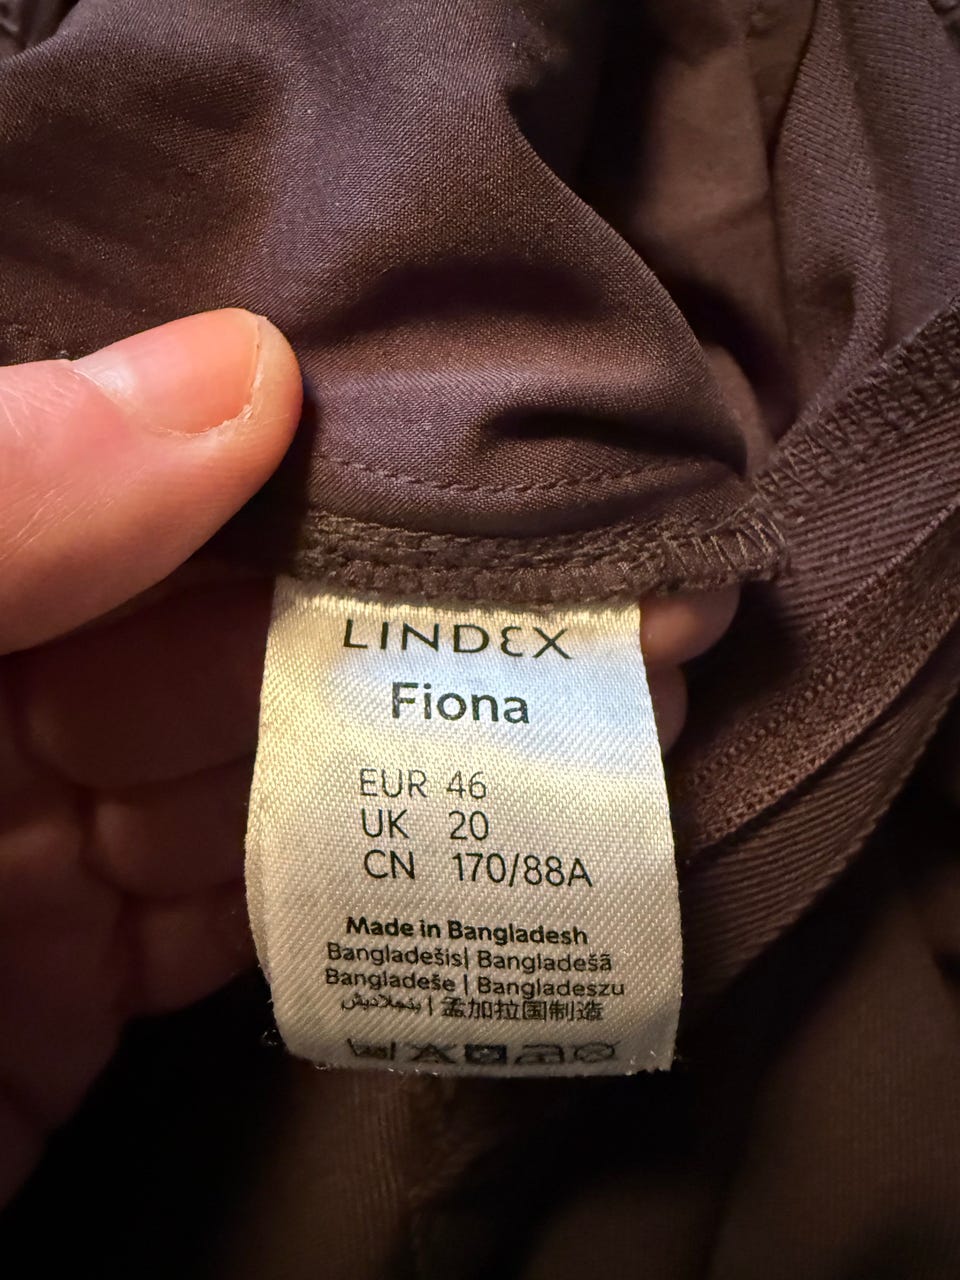 LINDEX
Fiona
EUR 46
UK 20
CN 170/88A
Made in Bangladesh
Bangladešis| Bangladešā
Bangladeše | Bangladeszu
بنجلاديش | 孟加拉国制造